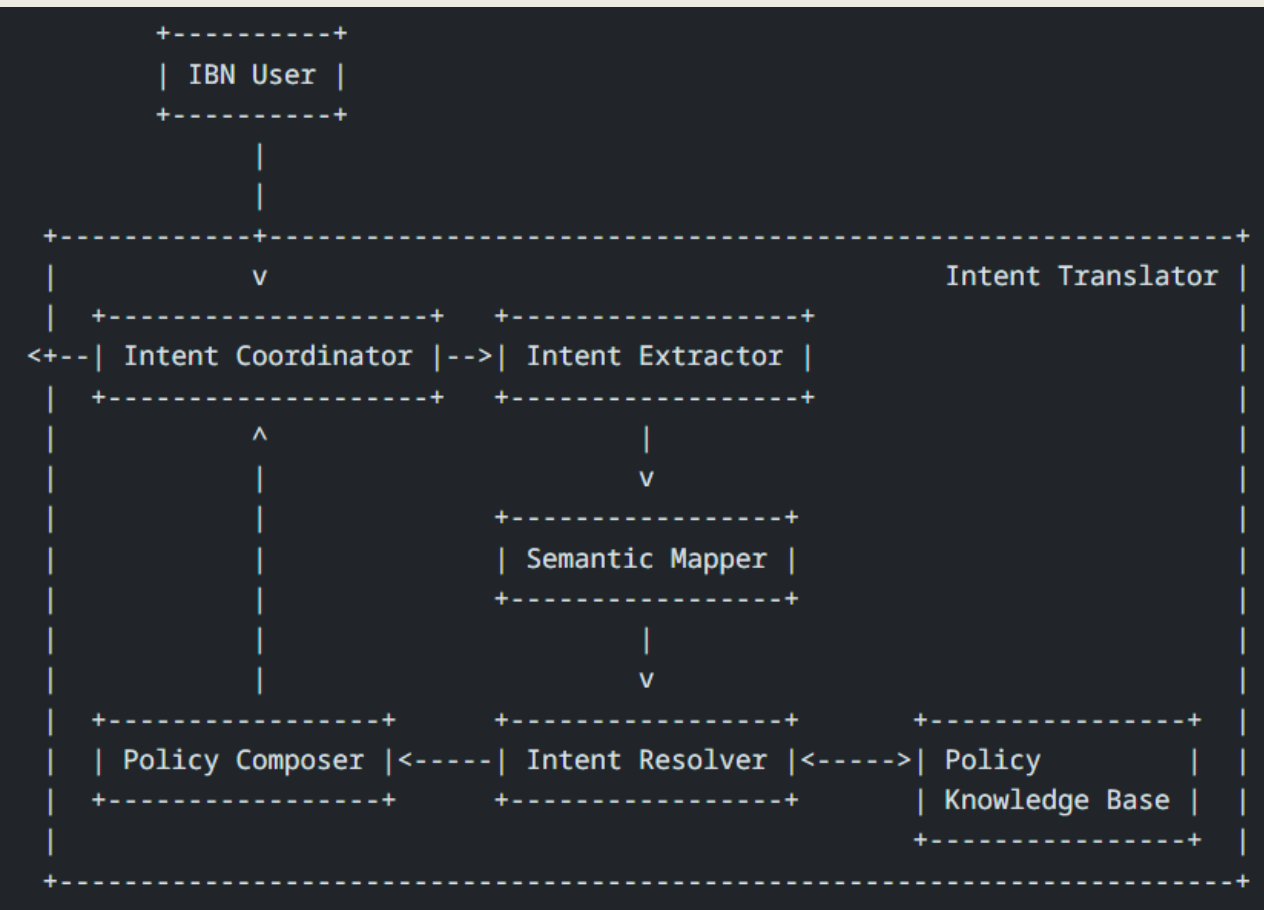 +----------+
| IBN User |
+----------+
|
|
+------------+-------------------------------------------------------------+
|            v                                           Intent Translator |
|  +--------------------+   +------------------+                           |
<+--| Intent Coordinator |-->| Intent Extractor |                           |
|  +--------------------+   +------------------+                           |
|            ^                       |                                     |
|            |                       v                                     |
|            |              +-----------------+                            |
|            |              | Semantic Mapper |                            |
|            |              +-----------------+                            |
|            |                       |                                     |
|            |                       v                                     |
|  +-----------------+      +-----------------+       +----------------+  |
|  | Policy Composer |<-----| Intent Resolver |<----->| Policy         |  |
|  +-----------------+      +-----------------+       | Knowledge Base |  |
|                                                     +----------------+  |
+--------------------------------------------------------------------------+